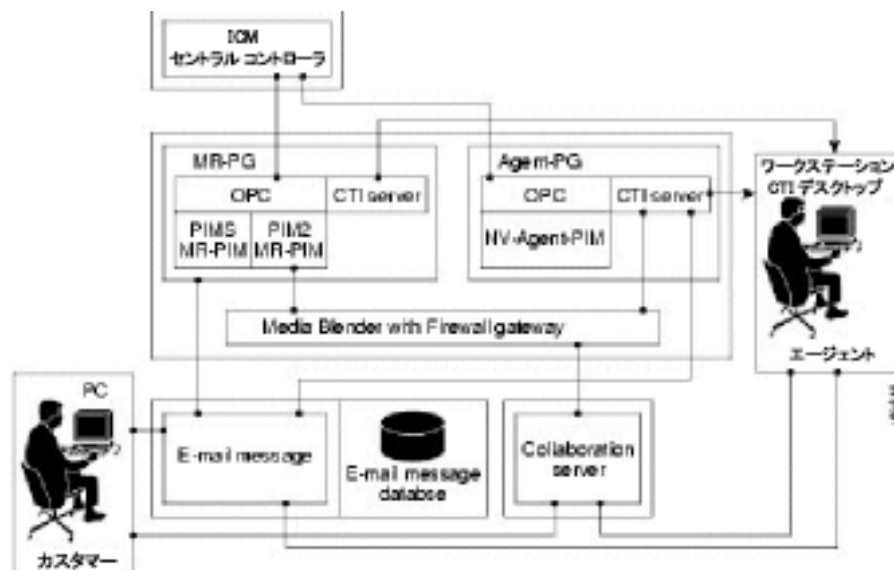 ICM
セントラル コントローラ
MR-PG
OPC
CTI server
PIM2
MR-PIM
MR-PIM
Agent-PG
OPC
CTI server
NV-Agent-PIM
ワークステーション
CTI デスクトップ
エージェント
Media Blender with Firewall gateway
PC
カスタマー
E-mail message
E-mail message
databse
Collaboration
server